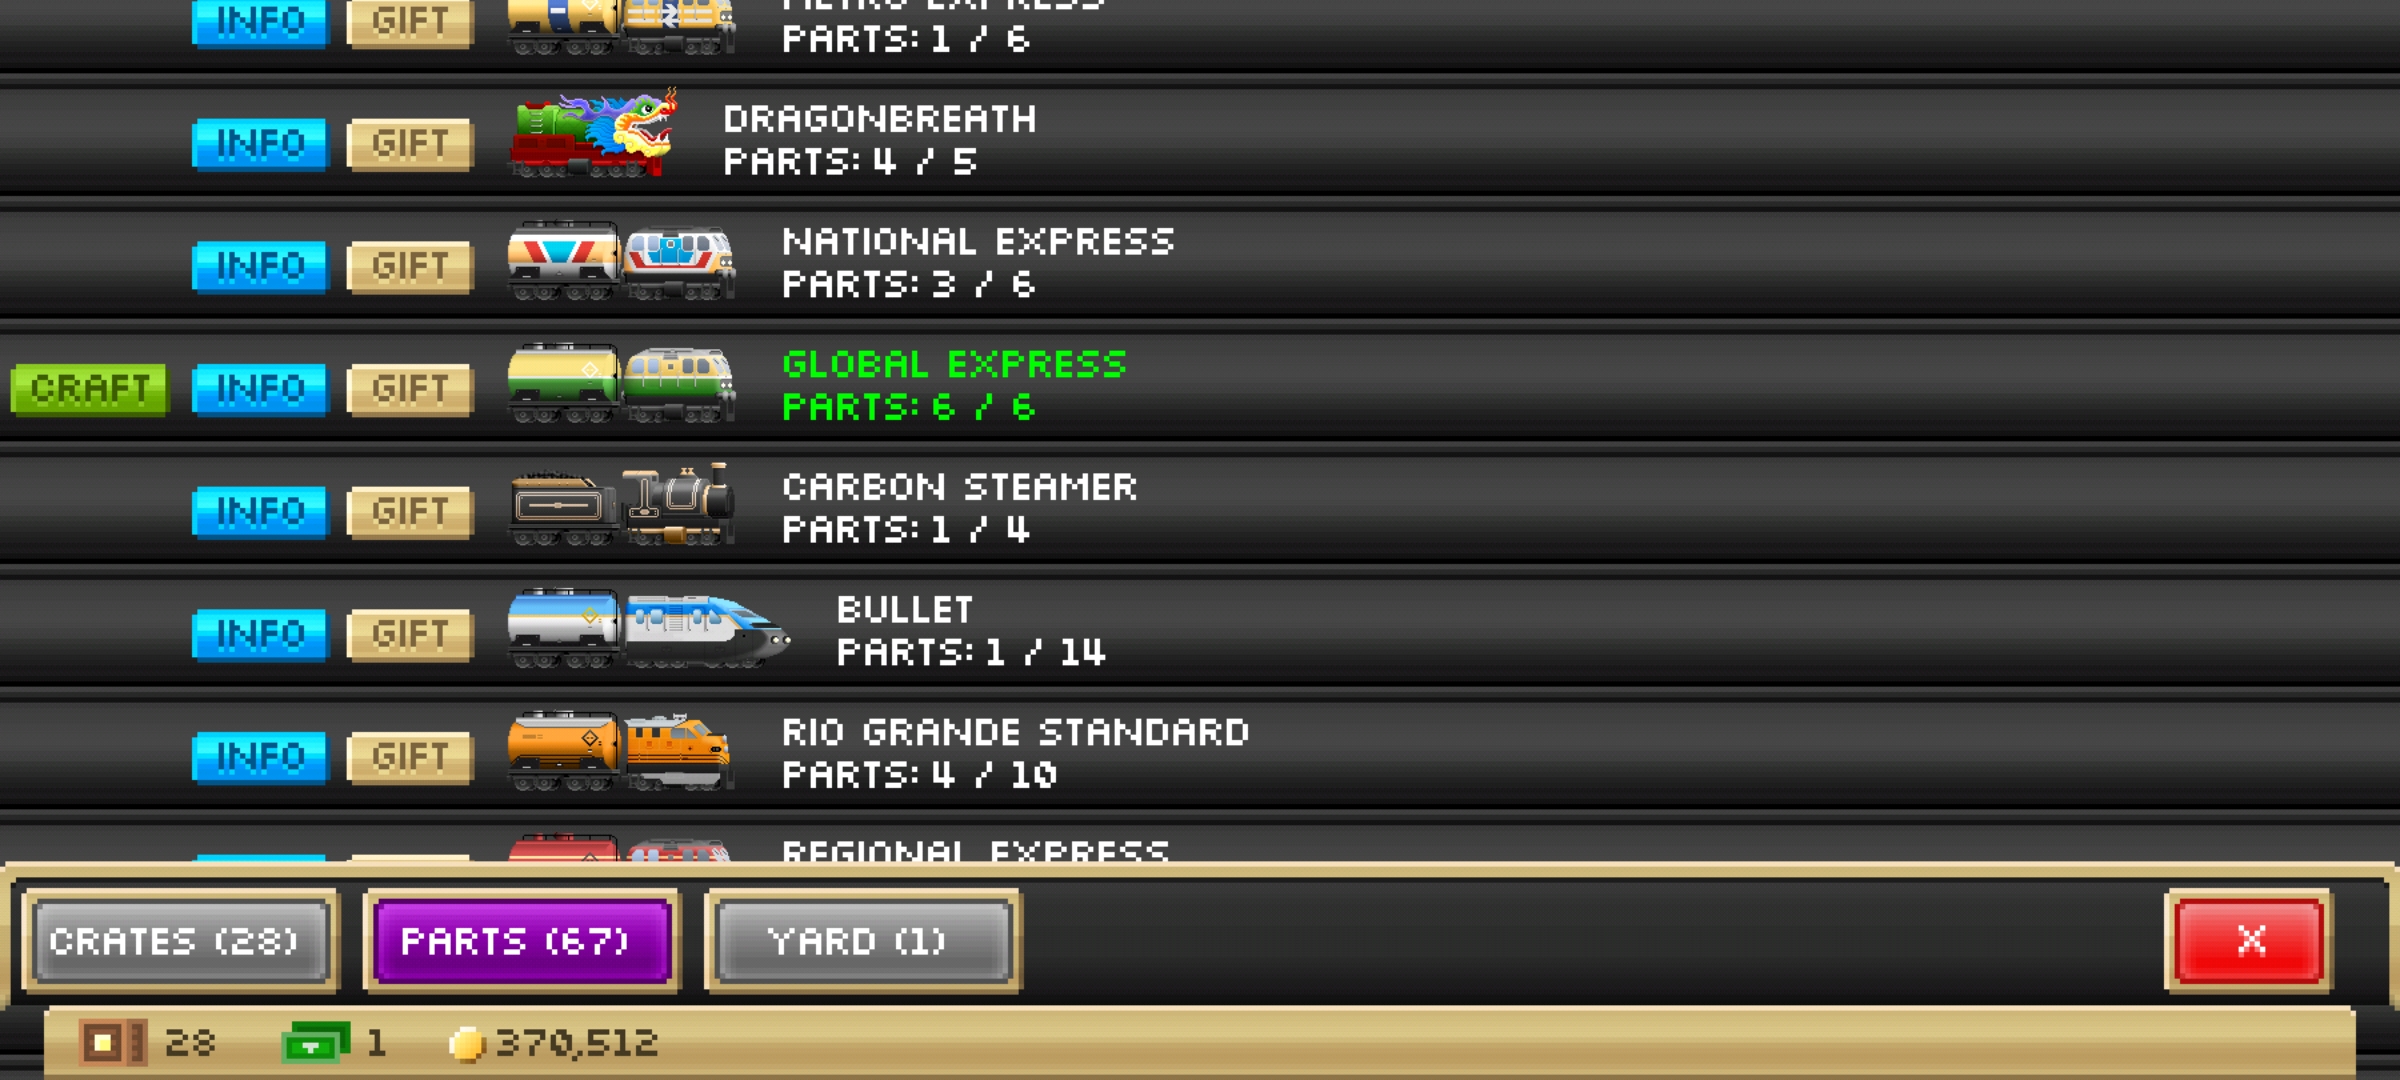 METRO EXPRESS
INFO GIFT PARTS: 1 / 6
DRAGONBREATH
INFO GIFT PARTS: 4 / 5
NATIONAL EXPRESS
INFO GIFT PARTS: 3 / 6
GLOBAL EXPRESS
CRAFT INFO GIFT PARTS: 6 / 6
CARBON STEAMER
INFO GIFT PARTS: 1 / 4
BULLET
INFO GIFT PARTS: 1 / 14
RIO GRANDE STANDARD
INFO GIFT PARTS: 4 / 10
REGIONAL EXPRESS
CRATES (28) PARTS (67) YARD (1) X
28 1 370,512